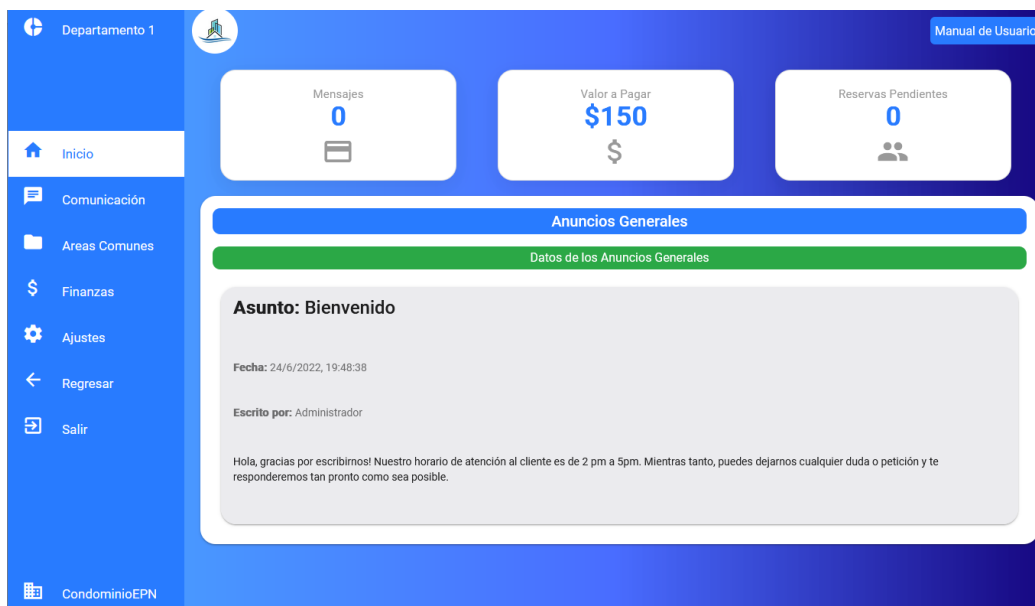 Departamento 1
Manual de Usuario
Mensajes
0
Valor a Pagar
$150
Reservas Pendientes
0
Inicio
Comunicación
Areas Comunes
Finanzas
Ajustes
Regresar
Salir
CondominioEPN
Anuncios Generales
Datos de los Anuncios Generales
Asunto: Bienvenido
Fecha: 24/6/2022, 19:48:38
Escrito por: Administrador
Hola, gracias por escribirnos! Nuestro horario de atención al cliente es de 2 pm a 5pm. Mientras tanto, puedes dejarnos cualquier duda o petición y te
responderemos tan pronto como sea posible.